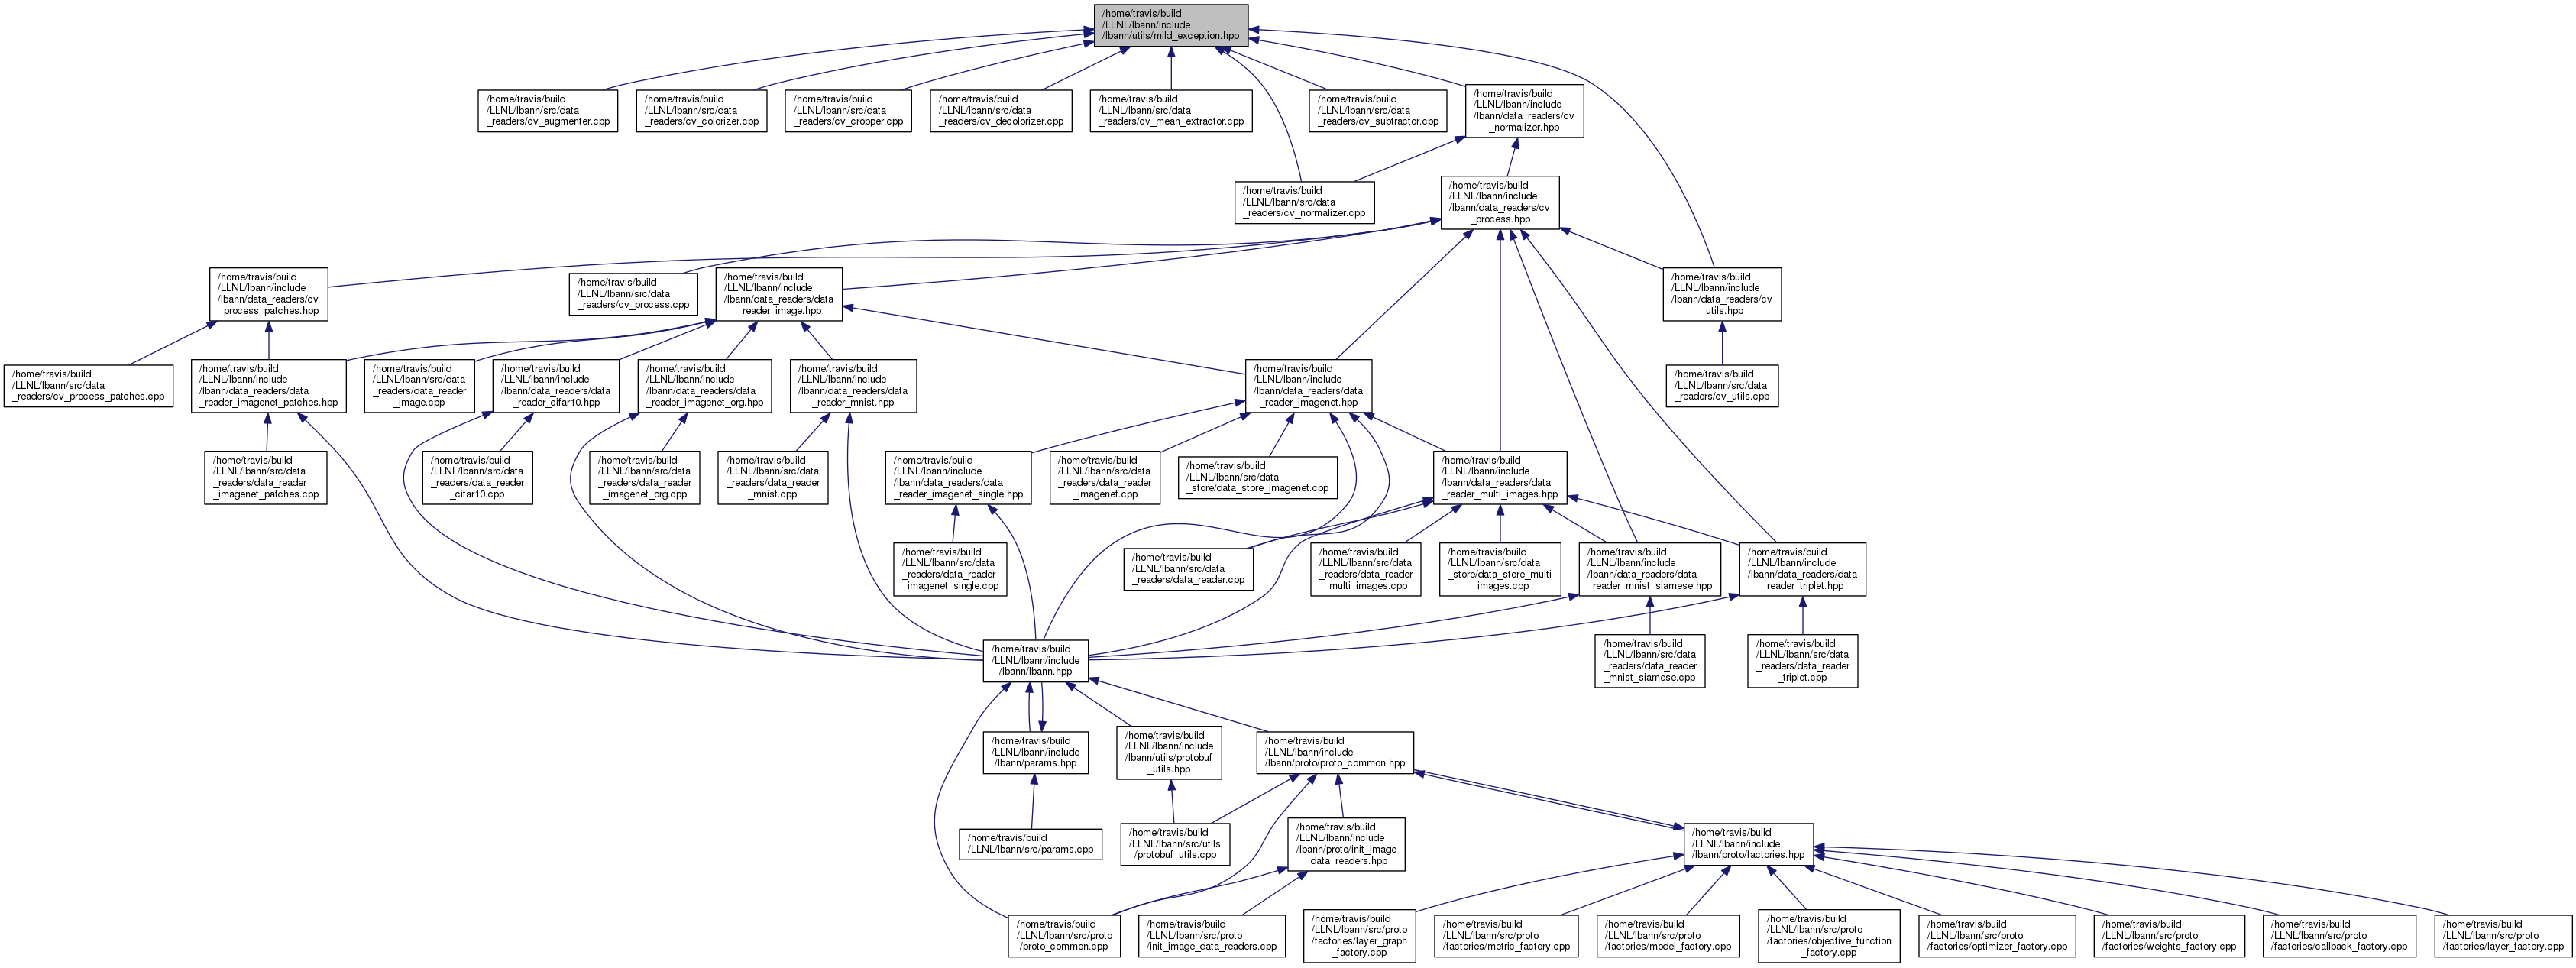 /home/travis/build
/LLNL/lbann/include
/lbann/utils/mild_exception.hpp
/home/travis/build
/LLNL/lbann/src/data
_readers/cv_augmenter.cpp
/home/travis/build
/LLNL/lbann/src/data
_readers/cv_colorizer.cpp
/home/travis/build
/LLNL/lbann/src/data
_readers/cv_cropper.cpp
/home/travis/build
/LLNL/lbann/src/data
_readers/cv_decolorizer.cpp
/home/travis/build
/LLNL/lbann/src/data
_readers/cv_mean_extractor.cpp
/home/travis/build
/LLNL/lbann/src/data
_readers/cv_subtractor.cpp
/home/travis/build
/LLNL/lbann/include
/lbann/data_readers/cv
_normalizer.hpp
/home/travis/build
/LLNL/lbann/src/data
_readers/cv_normalizer.cpp
/home/travis/build
/LLNL/lbann/include
/lbann/data_readers/cv
_process.hpp
/home/travis/build
/LLNL/lbann/include
/lbann/data_readers/cv
_process_patches.hpp
/home/travis/build
/LLNL/lbann/src/data
_readers/cv_process.cpp
/home/travis/build
/LLNL/lbann/include
/lbann/data_readers/data
_reader_image.hpp
/home/travis/build
/LLNL/lbann/include
/lbann/data_readers/cv
_utils.hpp
/home/travis/build
/LLNL/lbann/src/data
_readers/cv_process_patches.cpp
/home/travis/build
/LLNL/lbann/include
/lbann/data_readers/data
_reader_imagenet_patches.hpp
/home/travis/build
/LLNL/lbann/src/data
_readers/data_reader
_image.cpp
/home/travis/build
/LLNL/lbann/include
/lbann/data_readers/data
_reader_cifar10.hpp
/home/travis/build
/LLNL/lbann/include
/lbann/data_readers/data
_reader_imagenet_org.hpp
/home/travis/build
/LLNL/lbann/include
/lbann/data_readers/data
_reader_mnist.hpp
/home/travis/build
/LLNL/lbann/include
/lbann/data_readers/data
_reader_imagenet.hpp
/home/travis/build
/LLNL/lbann/src/data
_readers/cv_utils.cpp
/home/travis/build
/LLNL/lbann/src/data
_readers/data_reader
_imagenet_patches.cpp
/home/travis/build
/LLNL/lbann/src/data
_readers/data_reader
_cifar10.cpp
/home/travis/build
/LLNL/lbann/src/data
_readers/data_reader
_imagenet_org.cpp
/home/travis/build
/LLNL/lbann/src/data
_readers/data_reader
_mnist.cpp
/home/travis/build
/LLNL/lbann/include
/lbann/data_readers/data
_reader_imagenet_single.hpp
/home/travis/build
/LLNL/lbann/src/data
_readers/data_reader
_imagenet.cpp
/home/travis/build
/LLNL/lbann/src/data
_store/data_store_imagenet.cpp
/home/travis/build
/LLNL/lbann/include
/lbann/data_readers/data
_reader_multi_images.hpp
/home/travis/build
/LLNL/lbann/src/data
_readers/data_reader
_imagenet_single.cpp
/home/travis/build
/LLNL/lbann/src/data
_readers/data_reader.cpp
/home/travis/build
/LLNL/lbann/src/data
_readers/data_reader
_multi_images.cpp
/home/travis/build
/LLNL/lbann/src/data
_store/data_store_multi
_images.cpp
/home/travis/build
/LLNL/lbann/include
/lbann/data_readers/data
_reader_mnist_siamese.hpp
/home/travis/build
/LLNL/lbann/include
/lbann/data_readers/data
_reader_triplet.hpp
/home/travis/build
/LLNL/lbann/include
/lbann/lbann.hpp
/home/travis/build
/LLNL/lbann/src/data
_readers/data_reader
_mnist_siamese.cpp
/home/travis/build
/LLNL/lbann/src/data
_readers/data_reader
_triplet.cpp
/home/travis/build
/LLNL/lbann/include
/lbann/params.hpp
/home/travis/build
/LLNL/lbann/include
/lbann/utils/protobuf
_utils.hpp
/home/travis/build
/LLNL/lbann/include
/lbann/proto/proto_common.hpp
/home/travis/build
/LLNL/lbann/src/params.cpp
/home/travis/build
/LLNL/lbann/src/utils
/protobuf_utils.cpp
/home/travis/build
/LLNL/lbann/include
/lbann/proto/init_image
_data_readers.hpp
/home/travis/build
/LLNL/lbann/include
/lbann/proto/factories.hpp
/home/travis/build
/LLNL/lbann/src/proto
/proto_common.cpp
/home/travis/build
/LLNL/lbann/src/proto
/init_image_data_readers.cpp
/home/travis/build
/LLNL/lbann/src/proto
/factories/layer_graph
_factory.cpp
/home/travis/build
/LLNL/lbann/src/proto
/factories/metric_factory.cpp
/home/travis/build
/LLNL/lbann/src/proto
/factories/model_factory.cpp
/home/travis/build
/LLNL/lbann/src/proto
/factories/objective_function
_factory.cpp
/home/travis/build
/LLNL/lbann/src/proto
/factories/optimizer_factory.cpp
/home/travis/build
/LLNL/lbann/src/proto
/factories/weights_factory.cpp
/home/travis/build
/LLNL/lbann/src/proto
/factories/callback_factory.cpp
/home/travis/build
/LLNL/lbann/src/proto
/factories/layer_factory.cpp